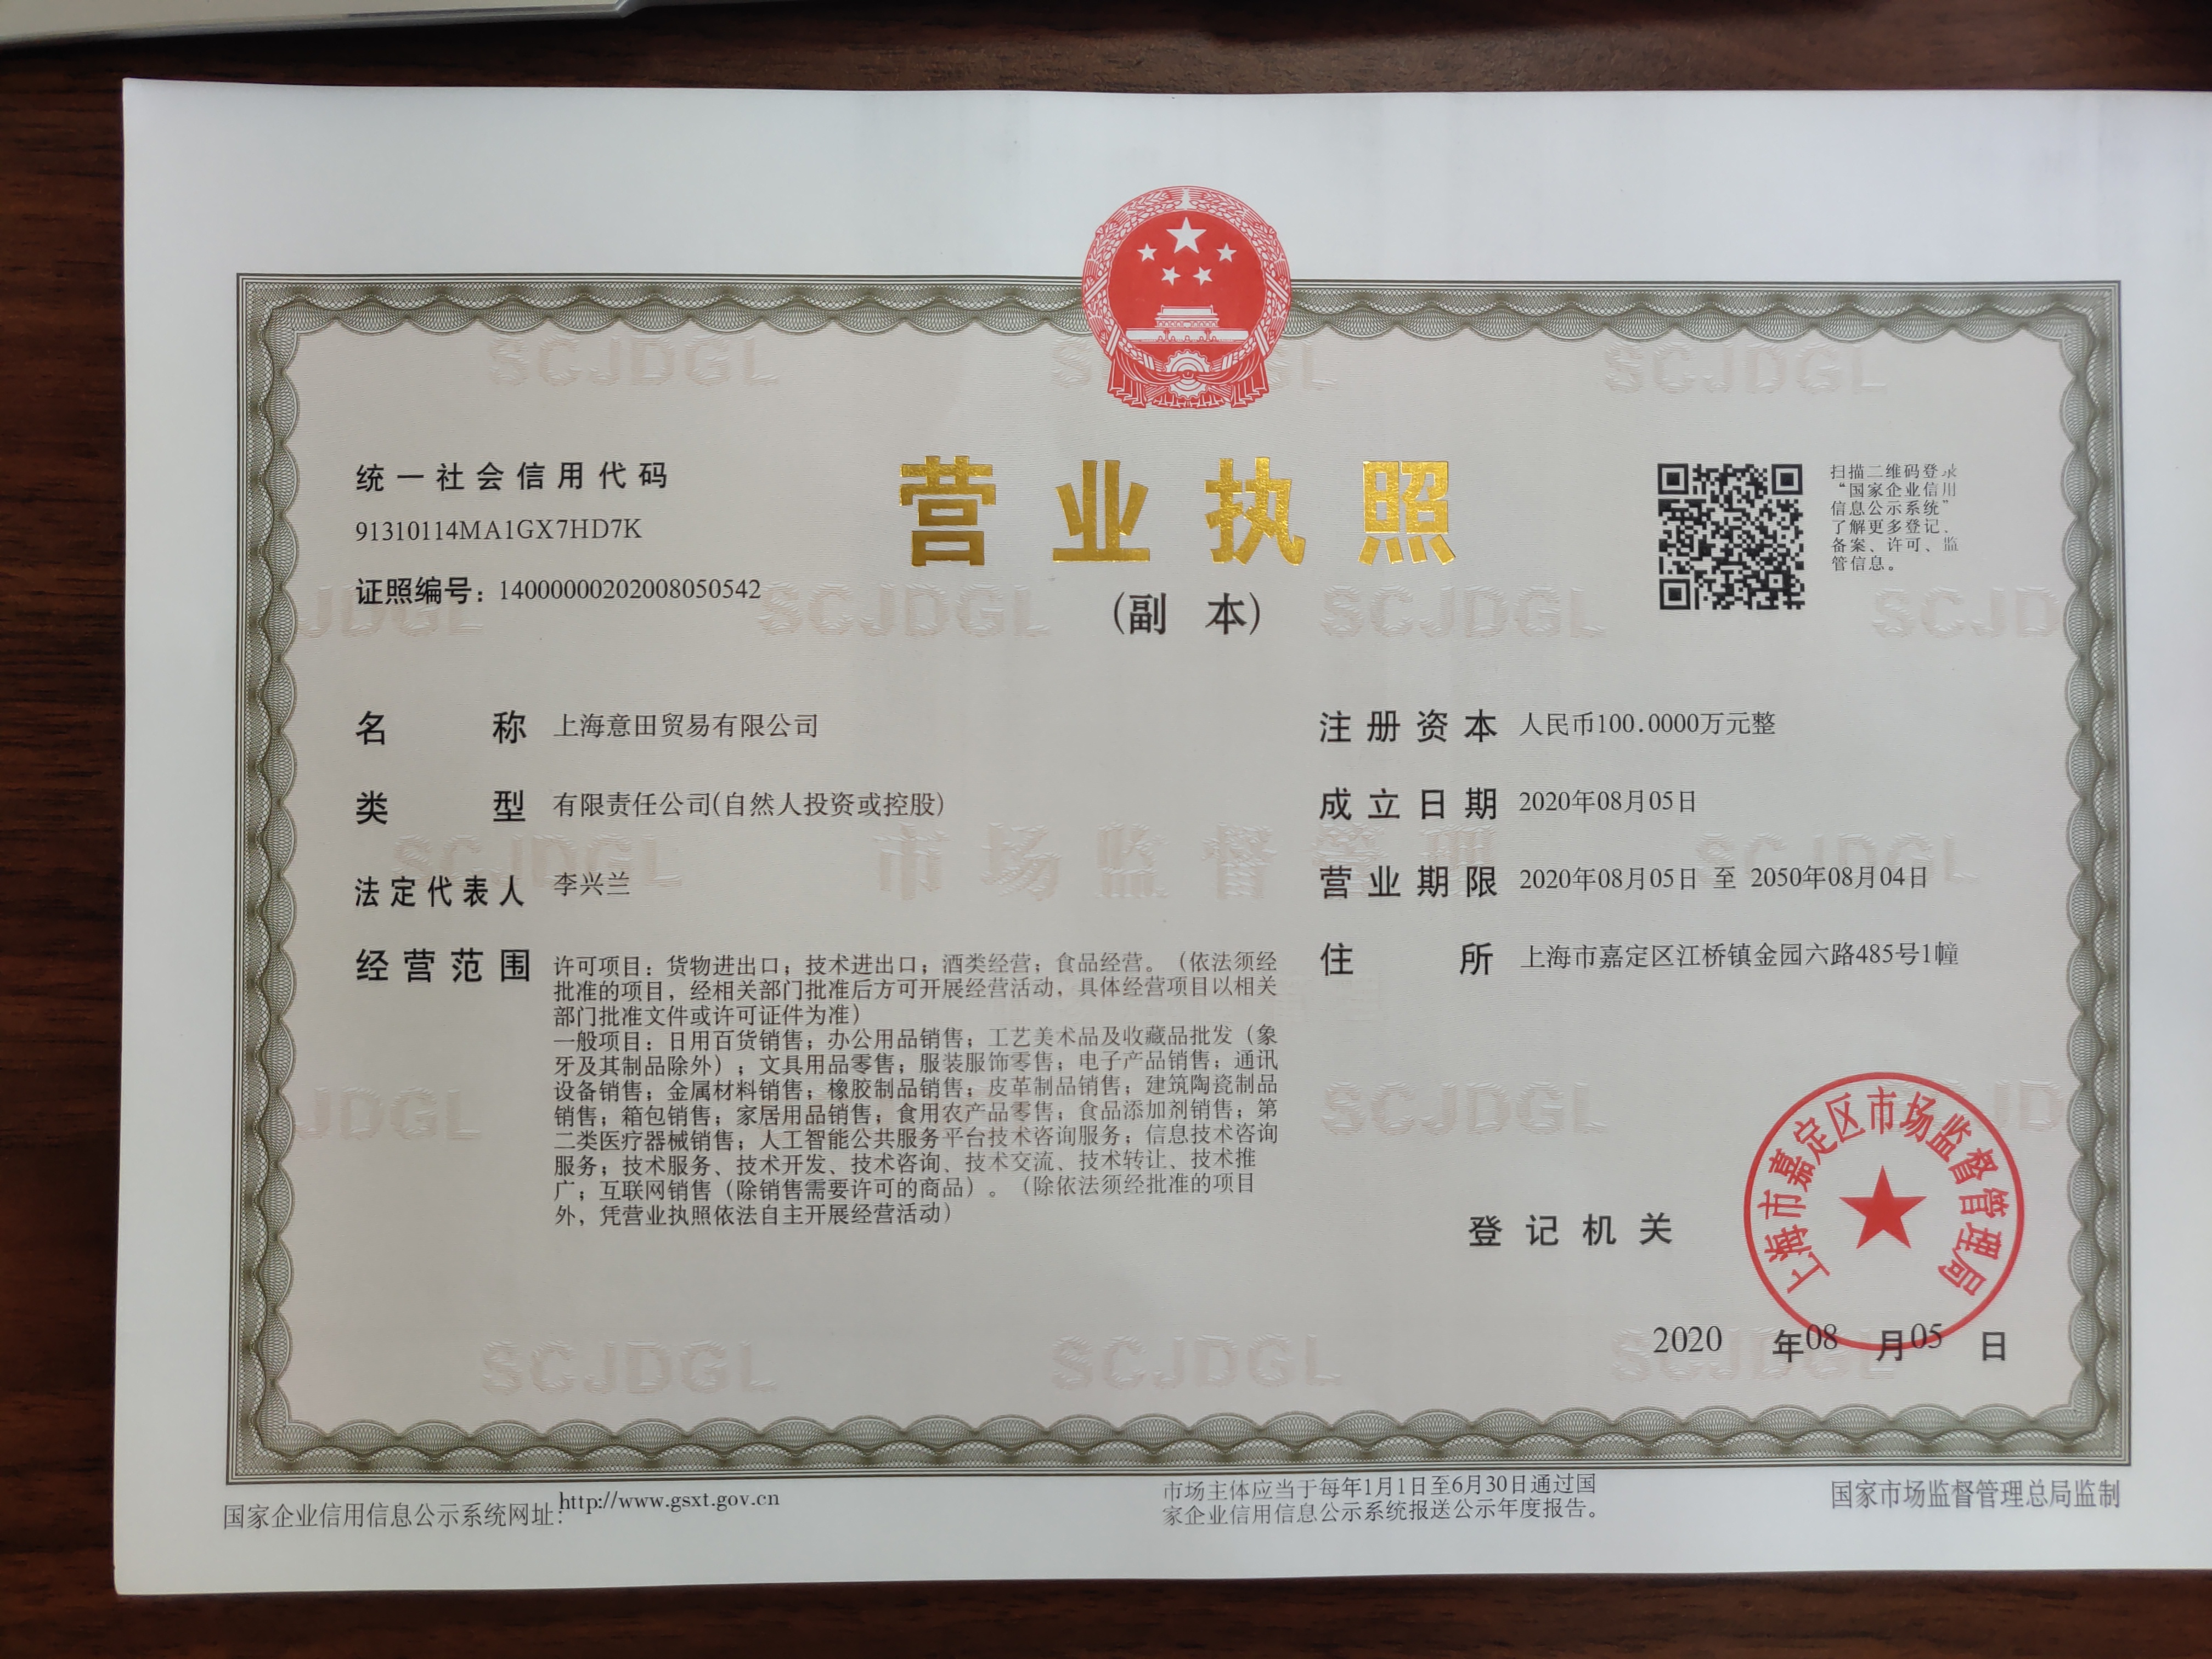 统一社会信用代码
91310114MA1GX7HD7K
证照编号：14000000202008050542
营业执照
(副 本)
扫描二维码登录
“国家企业信用
信息公示系统”
了解更多登记、
备案、许可、监
管信息。
名 称 上海意田贸易有限公司
类 型 有限责任公司(自然人投资或控股)
法定代表人 李兴兰
经营范围 许可项目：货物进出口；技术进出口；酒类经营；食品经营。（依法须经
批准的项目，经相关部门批准后方可开展经营活动，具体经营项目以相关
部门批准文件或许可证件为准）
一般项目：日用百货销售；办公用品销售；工艺美术品及收藏品批发（象
牙及其制品除外）；文具用品零售；服装服饰零售；电子产品销售；通讯
设备销售；金属材料销售；橡胶制品销售；皮革制品销售；建筑陶瓷制品
销售；箱包销售；家居用品销售；食用农产品零售；食品添加剂销售；第
二类医疗器械销售；人工智能公共服务平台技术咨询服务；信息技术咨询
服务；技术服务、技术开发、技术咨询、技术交流、技术转让、技术推
广；互联网销售（除销售需要许可的商品）。（除依法须经批准的项目
外，凭营业执照依法自主开展经营活动）
注册资本 人民币100.0000万元整
成立日期 2020年08月05日
营业期限 2020年08月05日 至 2050年08月04日
住 所 上海市嘉定区江桥镇金园六路485号1幢
登记机关
上海市嘉定区市场监督管理局
2020 年08 月05 日
SCJDGL
市场监督管理
国家企业信用信息公示系统网址：http://www.gsxt.gov.cn
市场主体应当于每年1月1日至6月30日通过国
家企业信用信息公示系统报送公示年度报告。
国家市场监督管理总局监制